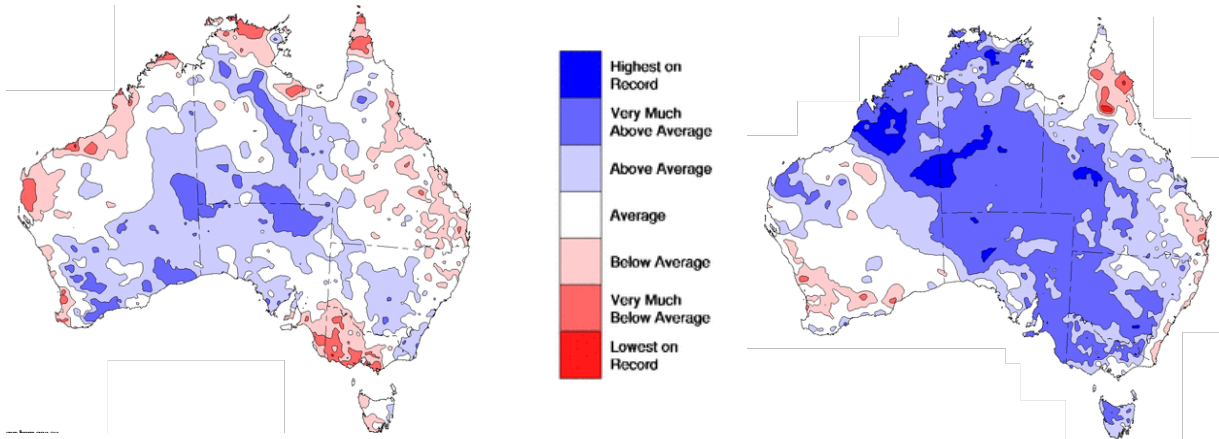 Highest on
Record
Very Much
Above Average
Above Average
Average
Below Average
Very Much
Below Average
Lowest on
Record